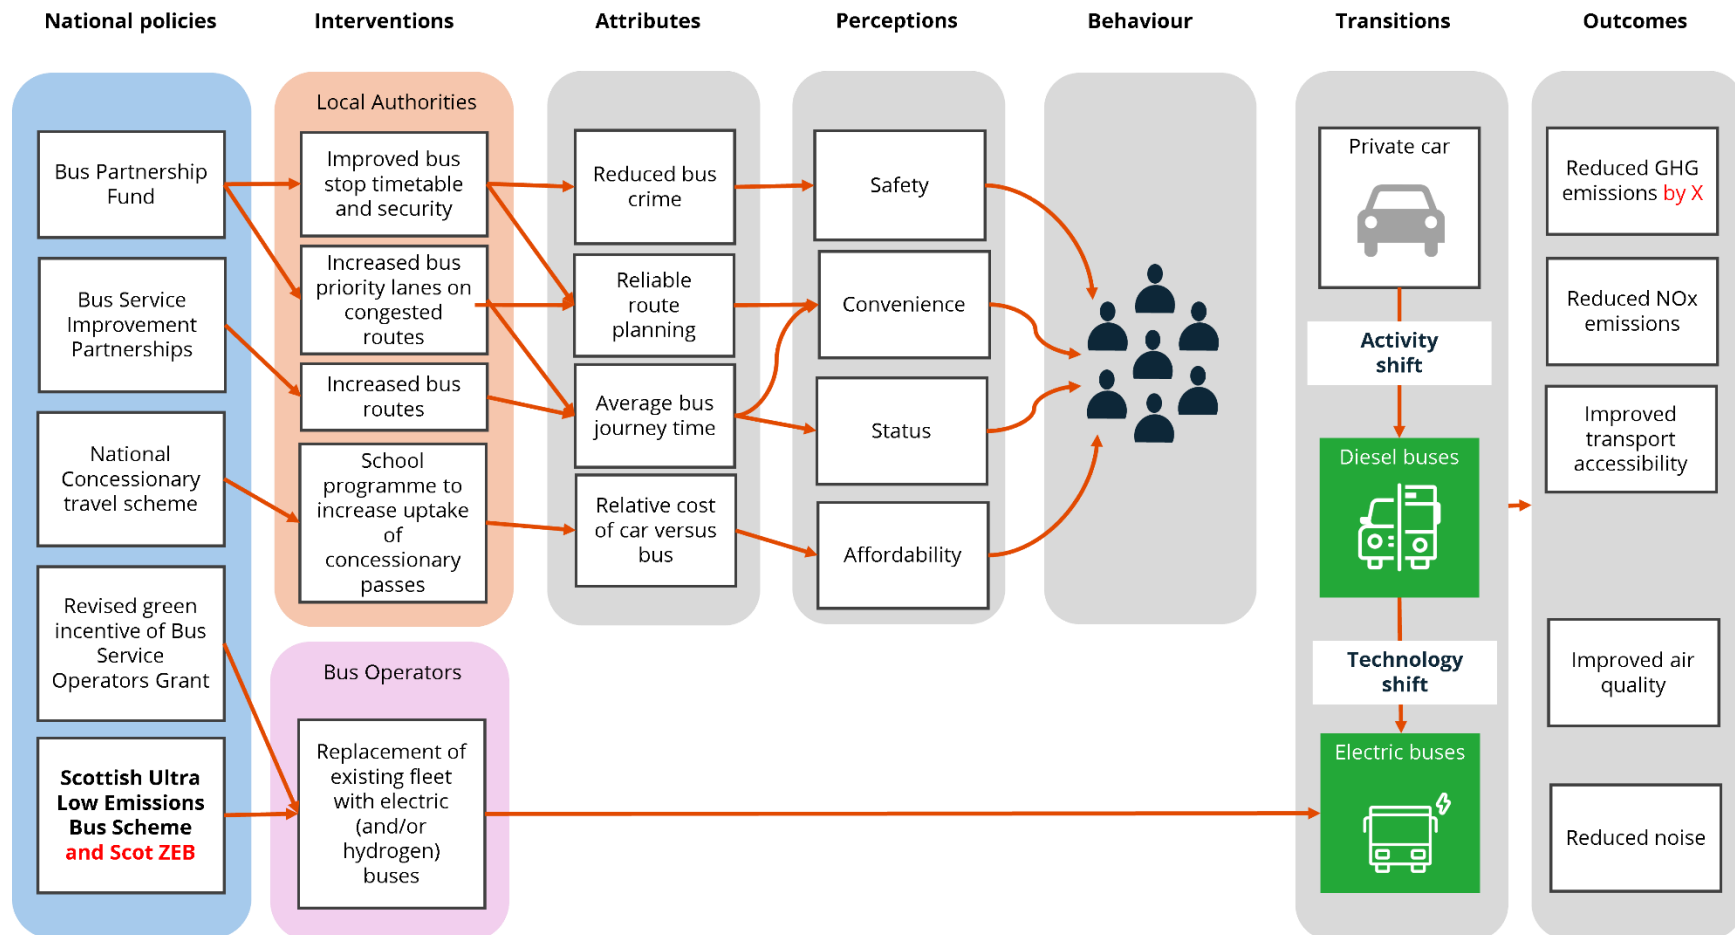 National policies
Interventions
Attributes
Perceptions
Behaviour
Transitions
Outcomes
Bus Partnership
Fund
Bus Service
Improvement
Partnerships
National
Concessionary
travel scheme
Revised green
incentive of Bus
Service
Operators Grant
Scottish Ultra
Low Emissions
Bus Scheme
and Scot ZEB
Local Authorities
Improved bus
stop timetable
and security
Increased bus
priority lanes on
congested
routes
Increased bus
routes
School
programme to
increase uptake
of
concessionary
passes
Bus Operators
Replacement of
existing fleet
with electric
(and/or
hydrogen)
buses
Reduced bus
crime
Reliable
route
planning
Average bus
journey time
Relative cost
of car versus
bus
Safety
Convenience
Status
Affordability
Private car
Activity
shift
Diesel buses
Technology
shift
Electric buses
Reduced GHG
emissions by X
Reduced NOx
emissions
Improved
transport
accessibility
Improved air
quality
Reduced noise